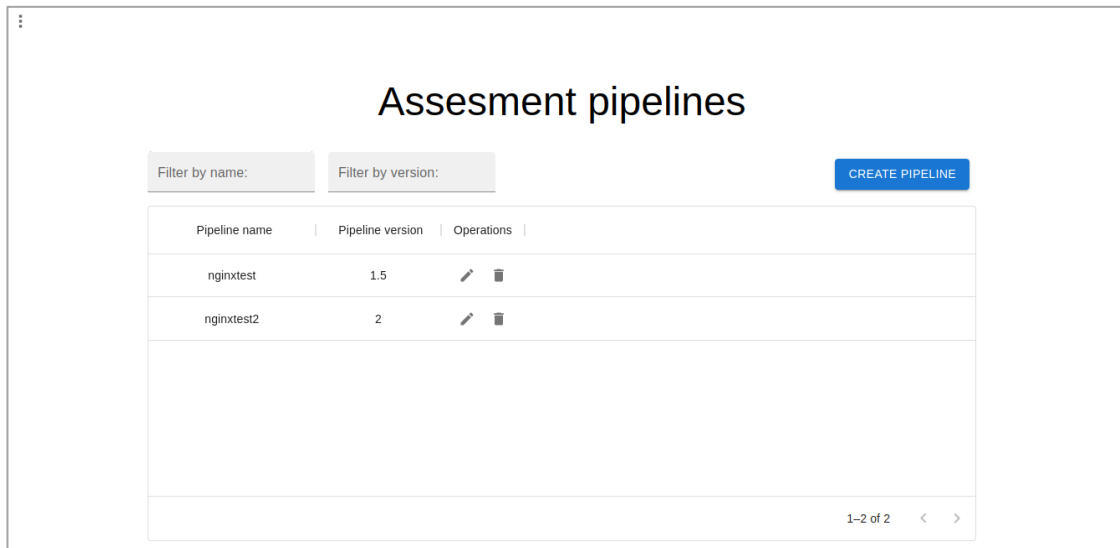 Assesment pipelines
Filter by name: Filter by version: CREATE PIPELINE
Pipeline name Pipeline version Operations
nginxtest 1.5
nginxtest2 2
1–2 of 2